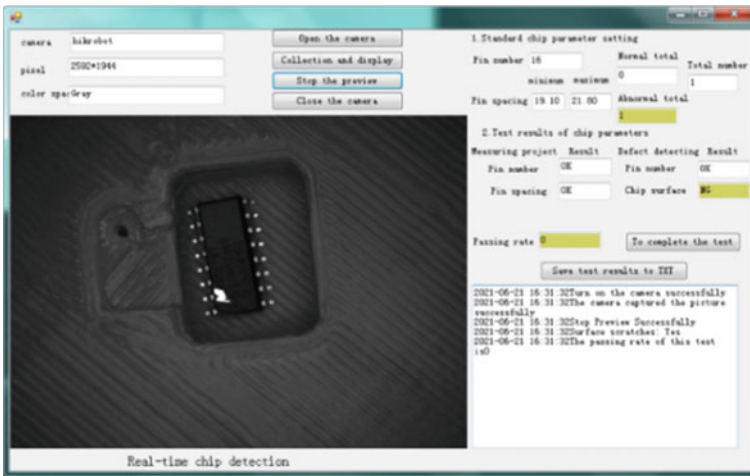 camera
hikrobot
Open the camera
pixel
2592*1944
Collection and display
Stop the preview
color spa:
Gray
Close the camera
1.Standard chip parameter setting
Pin number
16
Normal total
0
Total number
1
minimum
maximum
Pin spacing
19.10
21.80
Abnormal total
1
2.Test results of chip parameters
Measuring project
Result
Defect detecting
Result
Pin number
OK
Pin number
OK
Pin spacing
OK
Chip surface
NG
Passing rate
0
To complete the test
Save test results to TXT
2021-06-21 16:31:32Turn on the camera successfully
2021-06-21 16:31:32The camera captured the picture
successfully
2021-06-21 16:31:32Stop Preview Successfully
2021-06-21 16:31:32Surface scratches: Yes
2021-06-21 16:31:32The passing rate of this test
is0
Real-time chip detection